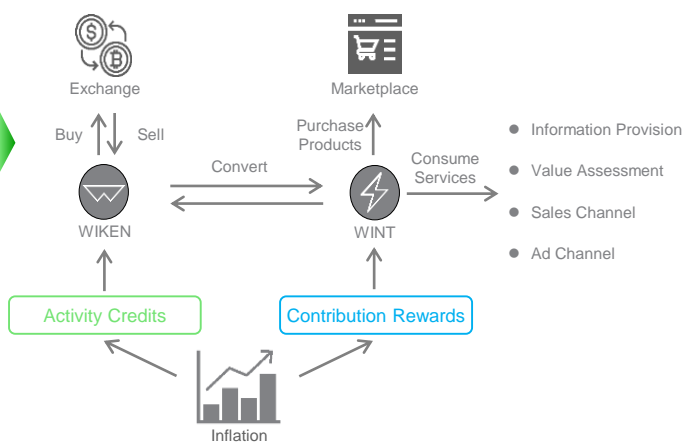 Exchange
Marketplace
Buy
Sell
Purchase
Products
Convert
Consume
Services
Information Provision
Value Assessment
Sales Channel
Ad Channel
WIKEN
WINT
Activity Credits
Contribution Rewards
Inflation